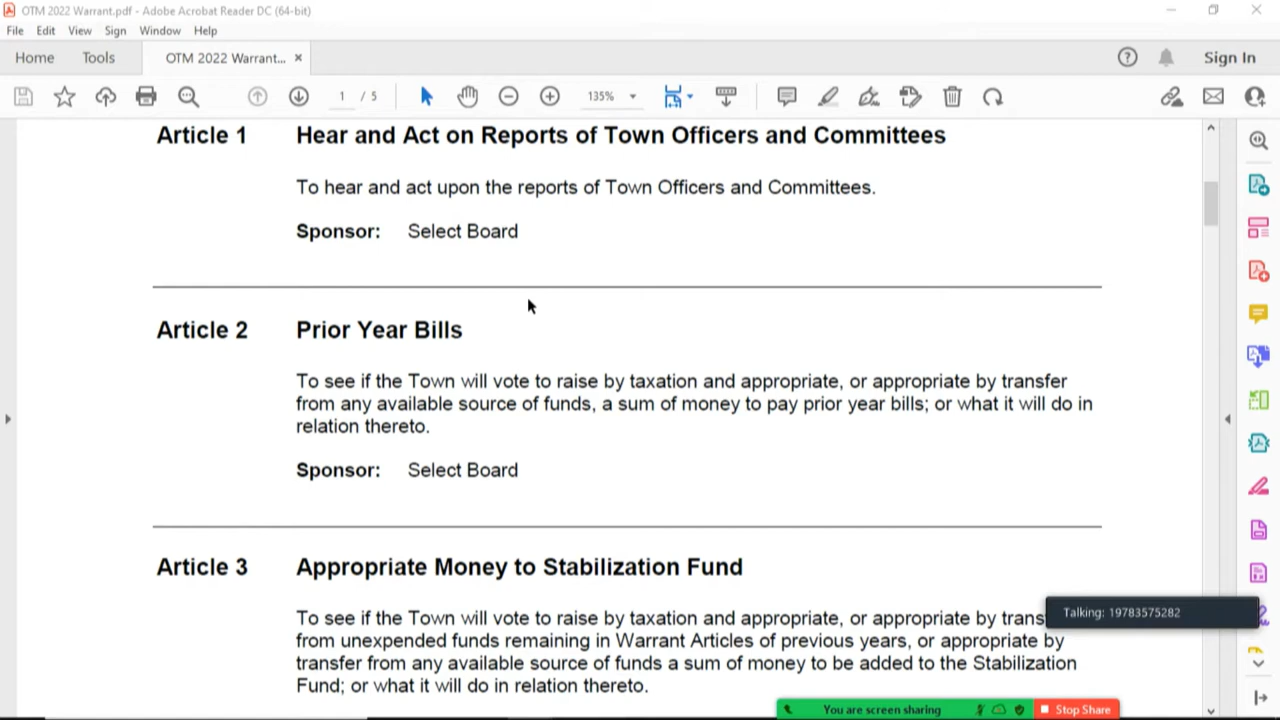 OTM 2022 Warrant.pdf - Adobe Acrobat Reader DC (64-bit)
File Edit View Sign Window Help
Home Tools OTM 2022 Warrant... × Sign In
1 / 5 135%
Article 1 Hear and Act on Reports of Town Officers and Committees
To hear and act upon the reports of Town Officers and Committees.
Sponsor: Select Board
Article 2 Prior Year Bills
To see if the Town will vote to raise by taxation and appropriate, or appropriate by transfer
from any available source of funds, a sum of money to pay prior year bills; or what it will do in
relation thereto.
Sponsor: Select Board
Article 3 Appropriate Money to Stabilization Fund
To see if the Town will vote to raise by taxation and appropriate, or appropriate by trans
from unexpended funds remaining in Warrant Articles of previous years, or appropriate by
transfer from any available source of funds a sum of money to be added to the Stabilization
Fund; or what it will do in relation thereto.
Talking: 19783575282
You are screen sharing Stop Share